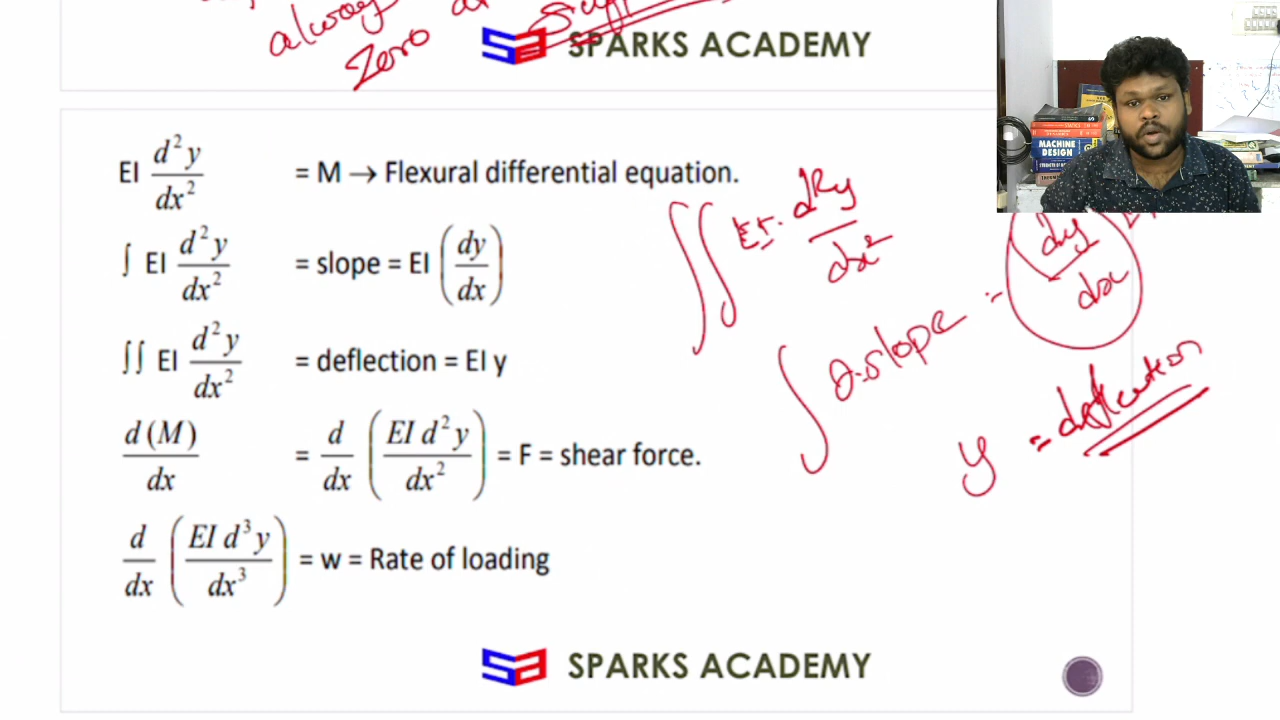 always
Zero
SPARKS ACADEMY
MACHINE DESIGN
EI d²y/dx² = M → Flexural differential equation.
∫ EI d²y/dx² = slope = EI (dy/dx)
∫∫ EI d²y/dx² = deflection = EI y
d(M)/dx = d/dx (EI d²y/dx²) = F = shear force.
d/dx (EI d³y/dx³) = w = Rate of loading
∫∫ EI. d²y/dx²
∫ slope = dy/dx
y = deflection
SPARKS ACADEMY